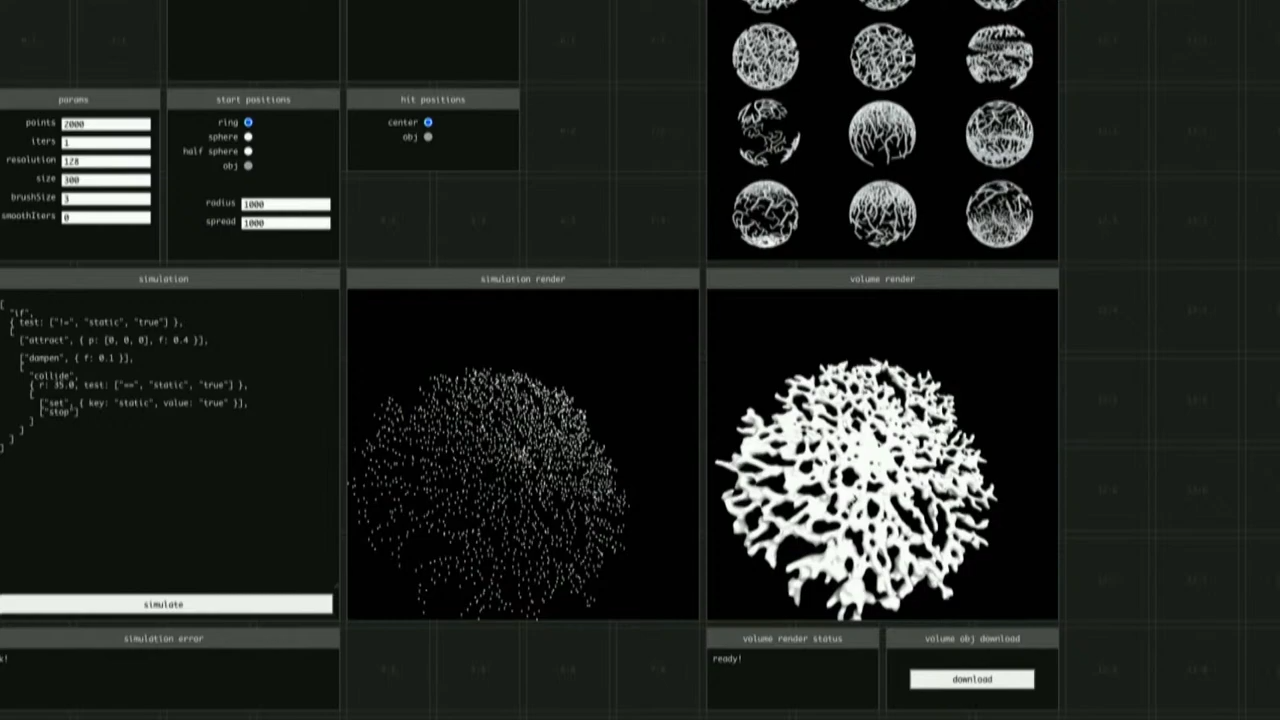 params
points 2000
iters 1
resolution 128
size 300
brushSize 3
smoothIters 0
start positions
ring
sphere
half sphere
obj
radius 1000
spread 1000
hit positions
center
obj
simulation
[
"if",
{ test: ["!=", "static", "true"] },
[
["attract", { p: [0, 0, 0], f: 0.4 }],
["dampen", { f: 0.1 }],
[
"collide",
{ r: 35.0, test: ["==", "static", "true"] },
[
["set", { key: "static", value: "true" }],
["stop"]
]
]
]
]
simulate
simulation render
volume render
simulation error
volume render status
ready!
volume obj download
download